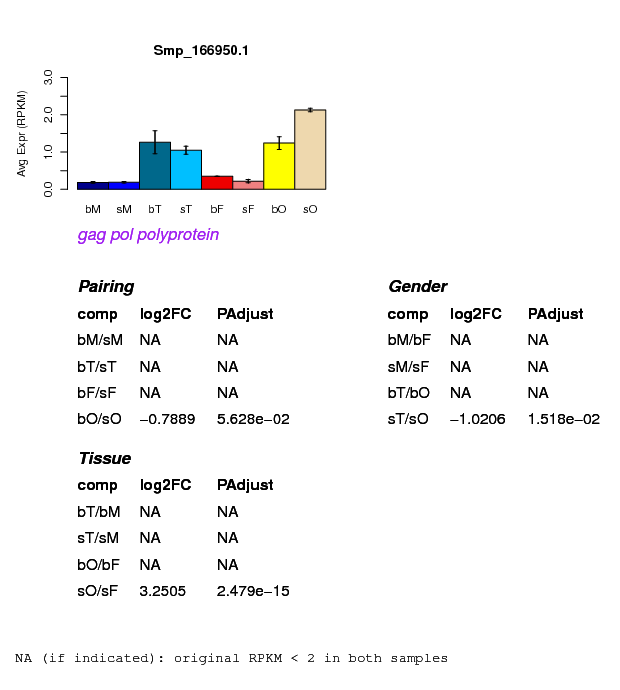 Smp_166950.1
Avg Expr (RPKM)
0.0 1.0 2.0 3.0
bM sM bT sT bF sF bO sO
gag pol polyprotein
Pairing
comp log2FC PAdjust
bM/sM NA NA
bT/sT NA NA
bF/sF NA NA
bO/sO −0.7889 5.628e−02
Gender
comp log2FC PAdjust
bM/bF NA NA
sM/sF NA NA
bT/bO NA NA
sT/sO −1.0206 1.518e−02
Tissue
comp log2FC PAdjust
bT/bM NA NA
sT/sM NA NA
bO/bF NA NA
sO/sF 3.2505 2.479e−15
NA (if indicated): original RPKM < 2 in both samples